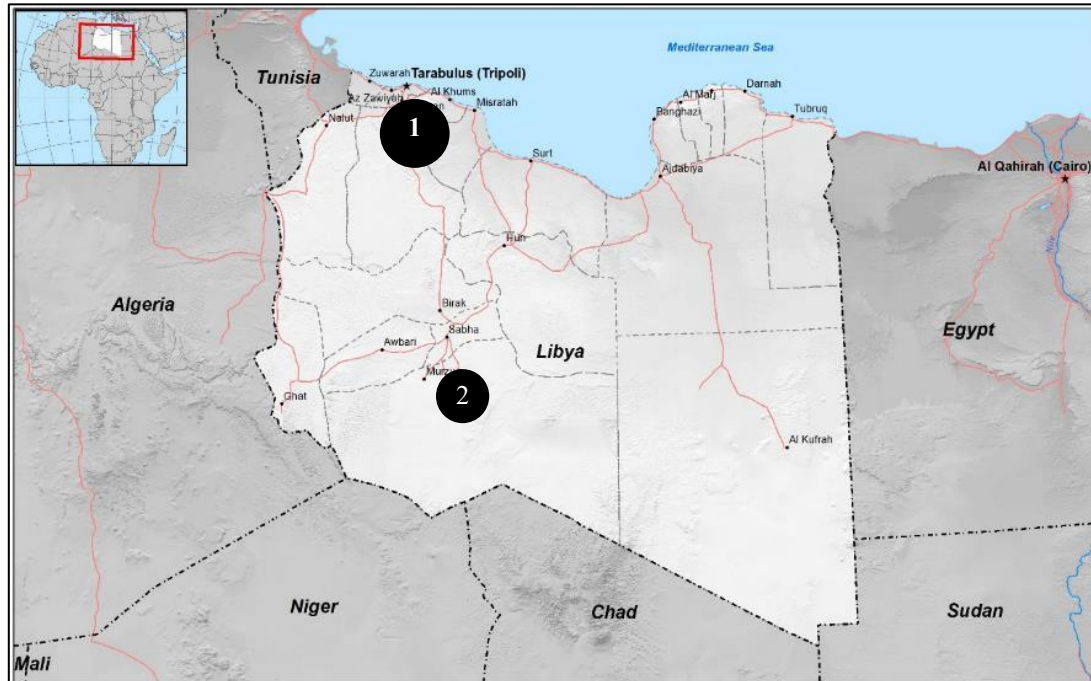 Mediterranean Sea
Tunisia
Zuwarah
Tarabulus (Tripoli)
Az Zawiyah
Al Khums
Misratah
Nalut
1
Surt
Banghazi
Al Marj
Darnah
Tubruq
Ajdabiya
Al Qahirah (Cairo)
Nile
Hun
Algeria
Birak
Sabha
Awbari
Libya
Egypt
2
Ghat
Al Kufrah
Niger
Chad
Sudan
Mali